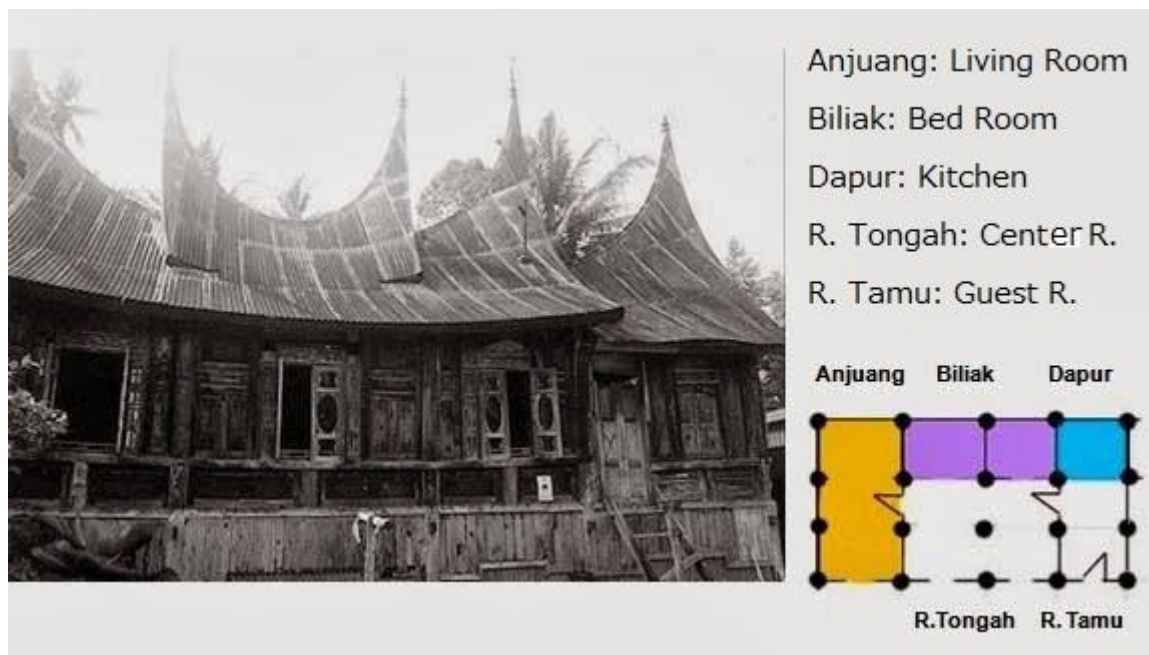 Anjuang: Living Room
Biliak: Bed Room
Dapur: Kitchen
R. Tongah: Center R.
R. Tamu: Guest R.
Anjuang Biliak Dapur
R.Tongah R. Tamu